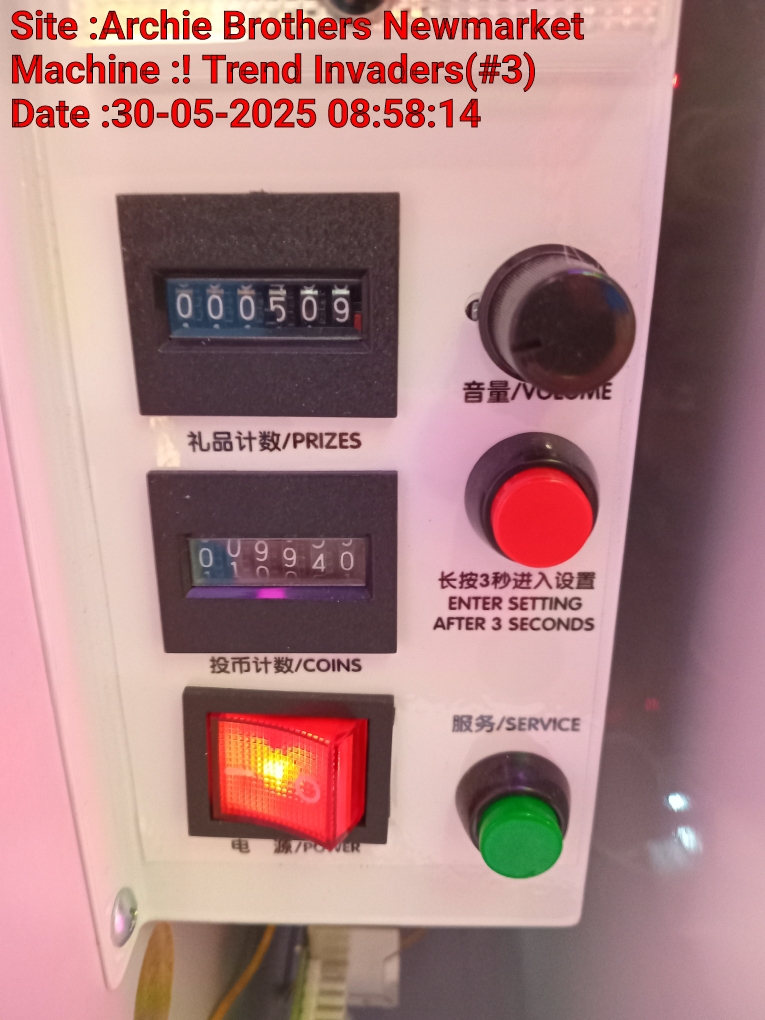 Site :Archie Brothers Newmarket
Machine :! Trend Invaders(#3)
Date :30-05-2025 08:58:14
000509
音量/VOLUME
礼品计数/PRIZES
长按3秒进入设置
ENTER SETTING
AFTER 3 SECONDS
投币计数/COINS
服务/SERVICE
电 源/POWER